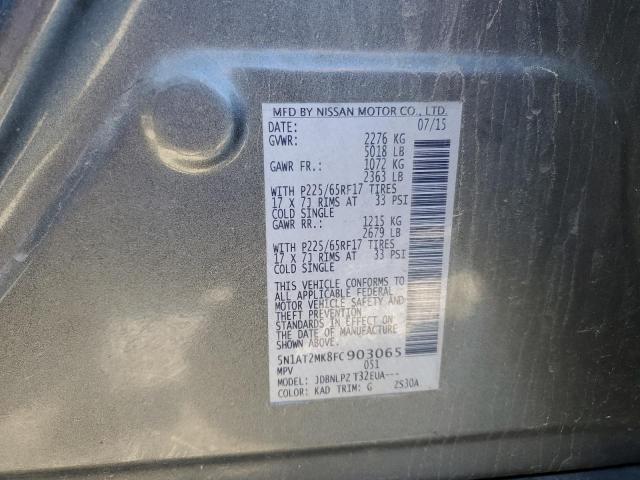 MFD BY NISSAN MOTOR CO., LTD.
DATE: 07/15
GVWR: 2276 KG
5018 LB
GAWR FR.: 1072 KG
2363 LB
WITH P225/65RF17 TIRES
17 X 7J RIMS AT 33 PSI
COLD SINGLE
GAWR RR.: 1215 KG
2679 LB
WITH P225/65RF17 TIRES
17 X 7J RIMS AT 33 PSI
COLD SINGLE
THIS VEHICLE CONFORMS TO
ALL APPLICABLE FEDERAL
MOTOR VEHICLE SAFETY AND
THEFT PREVENTION
STANDARDS IN EFFECT ON
THE DATE OF MANUFACTURE
SHOWN ABOVE.
5N1AT2MK8FC903065
MPV 051
MODEL: JDBNLPZ T32EUA---
COLOR: KAD TRIM: G ZS30A